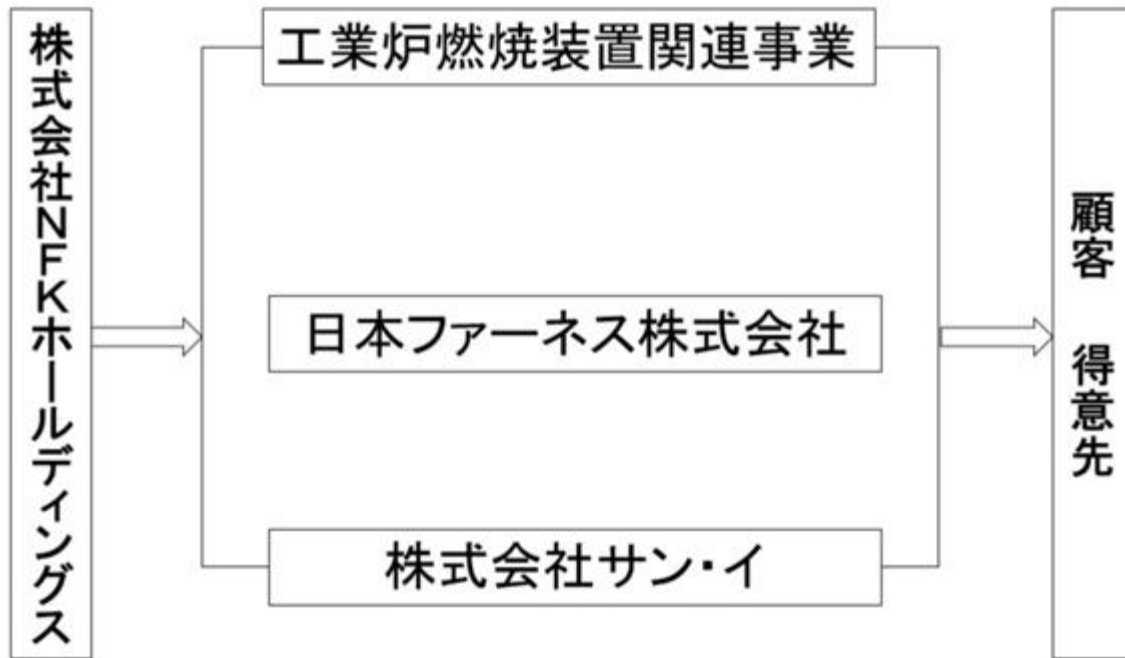 株式会社ＮＦＫホールディングス
工業炉燃焼装置関連事業
日本ファーネス株式会社
株式会社サン・イ
顧客　得意先